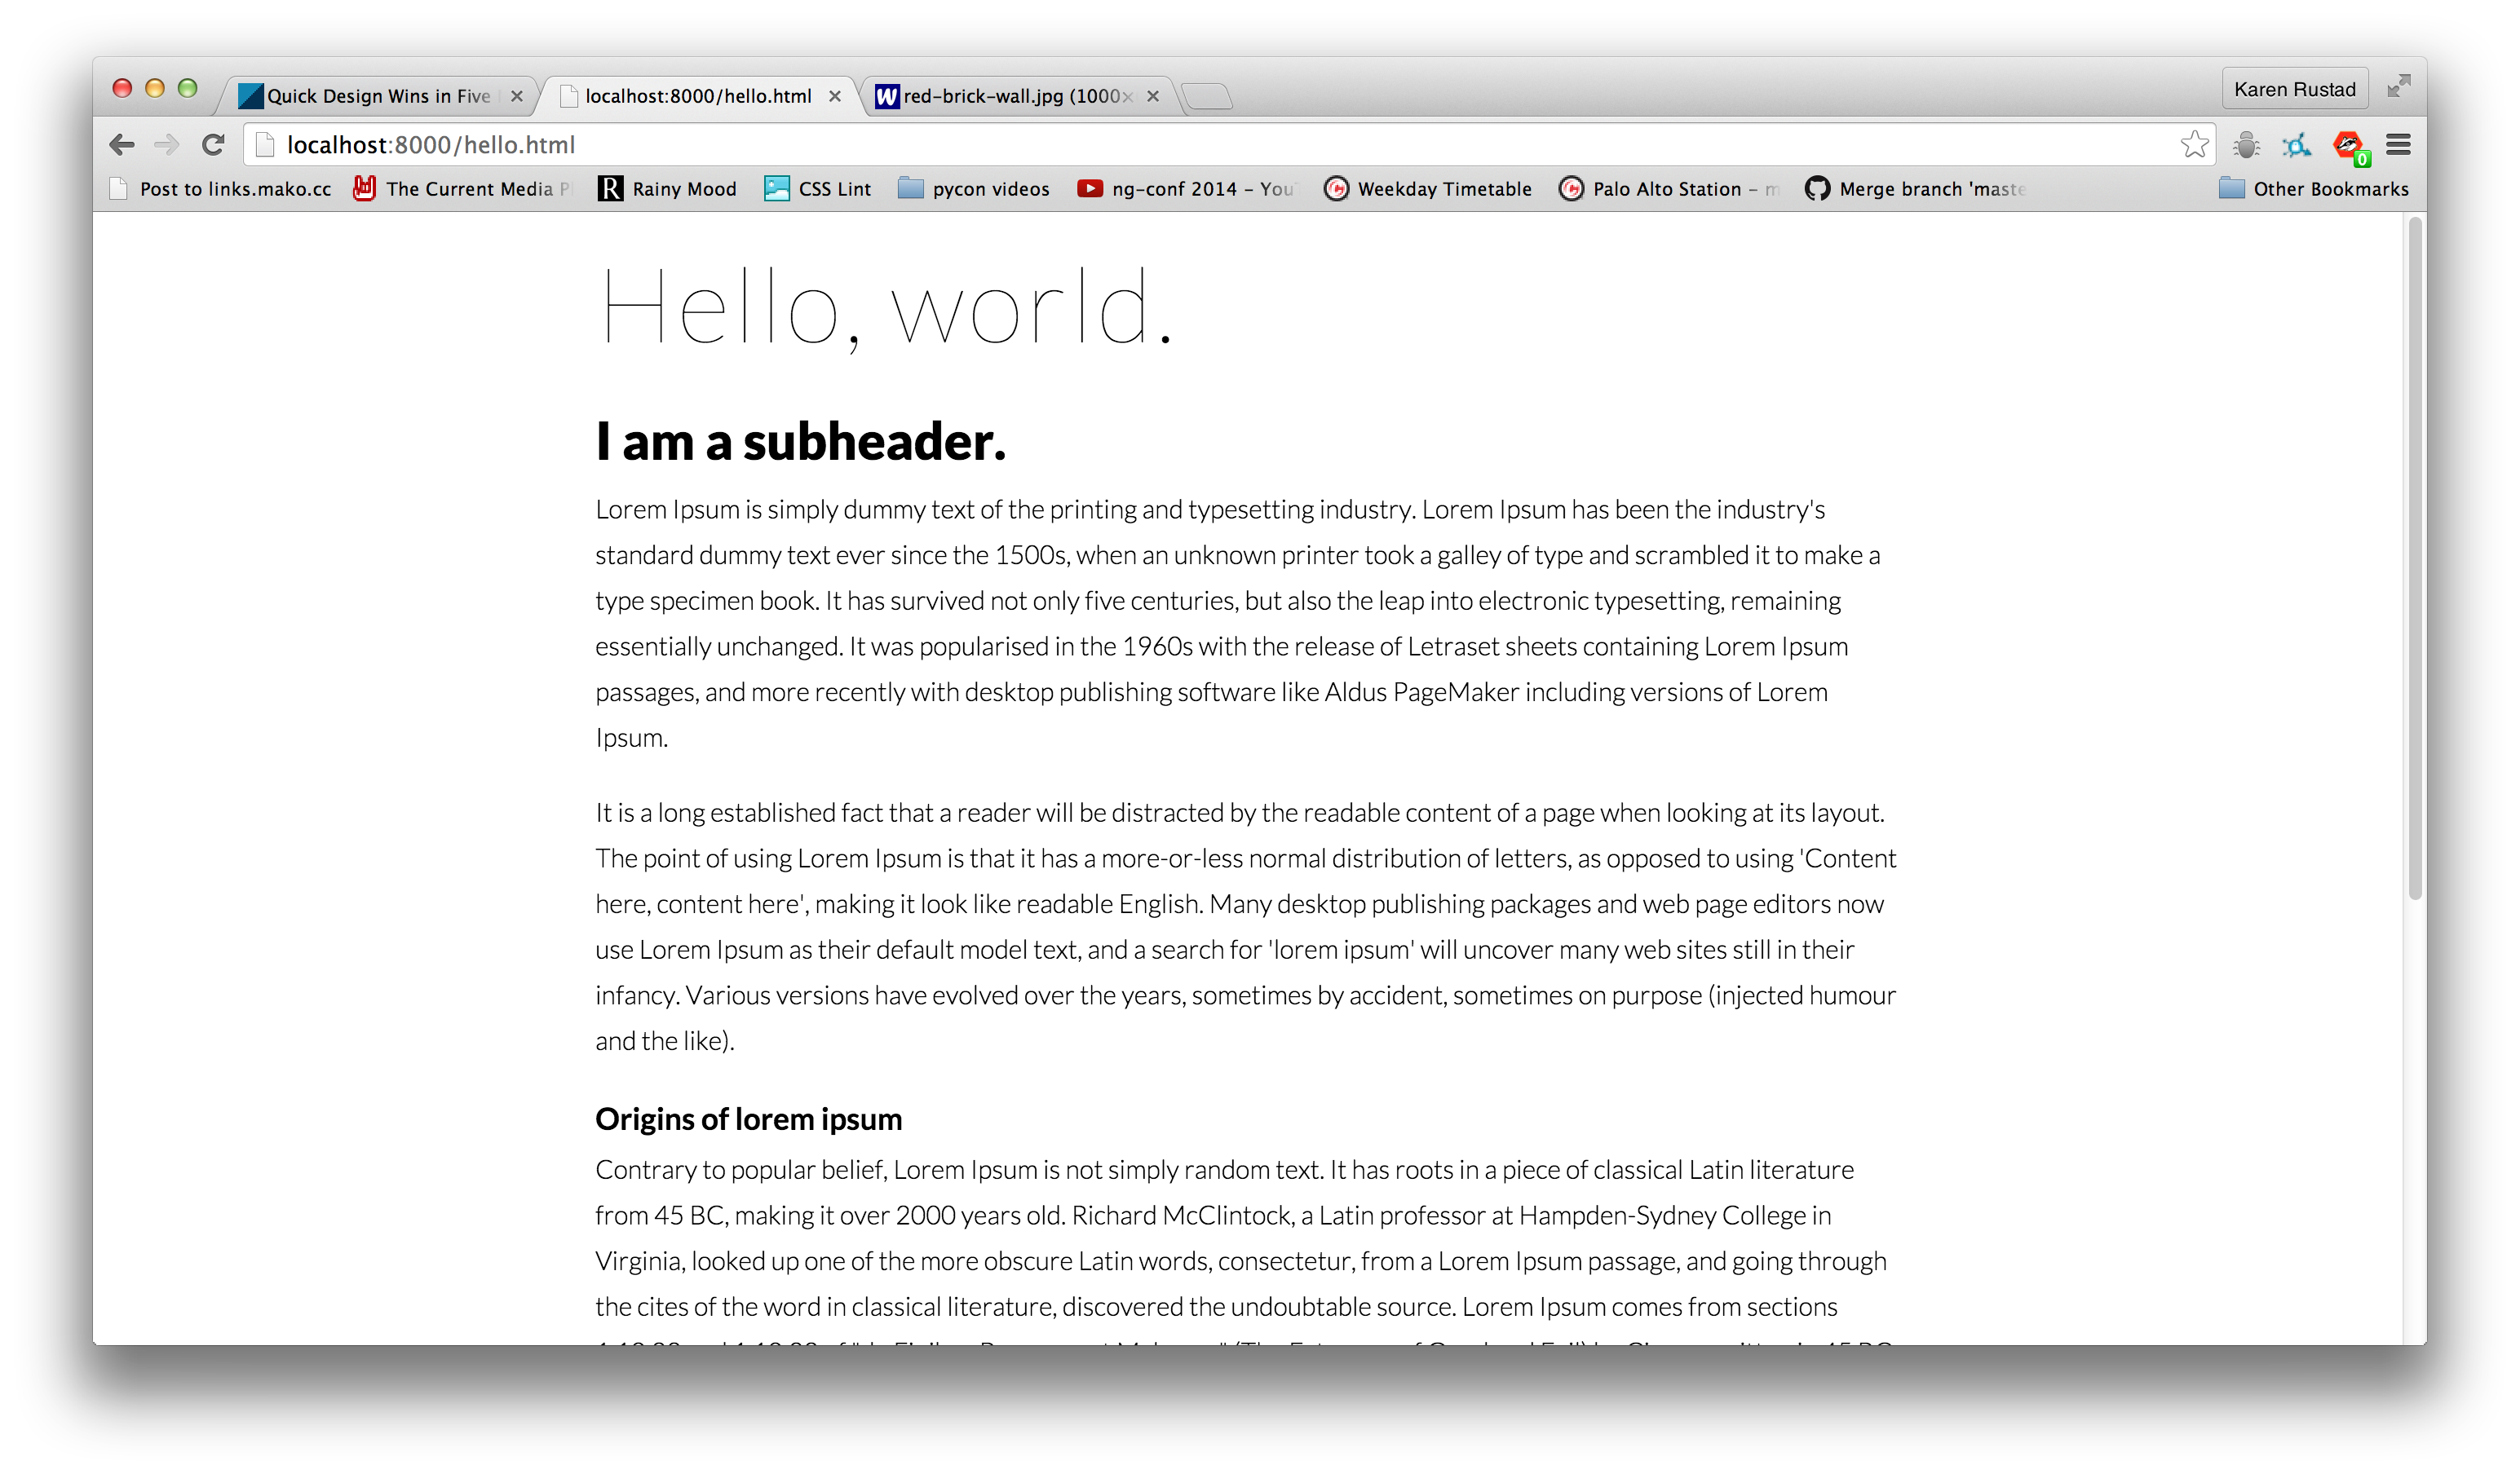 Quick Design Wins in Five
localhost:8000/hello.html
red-brick-wall.jpg (1000×
Karen Rustad
localhost:8000/hello.html
0
Post to links.mako.cc
The Current Media P
Rainy Mood
CSS Lint
pycon videos
ng-conf 2014 – You
Weekday Timetable
Palo Alto Station – m
Merge branch 'maste
Other Bookmarks
Hello, world.
I am a subheader.
Lorem Ipsum is simply dummy text of the printing and typesetting industry. Lorem Ipsum has been the industry's
standard dummy text ever since the 1500s, when an unknown printer took a galley of type and scrambled it to make a
type specimen book. It has survived not only five centuries, but also the leap into electronic typesetting, remaining
essentially unchanged. It was popularised in the 1960s with the release of Letraset sheets containing Lorem Ipsum
passages, and more recently with desktop publishing software like Aldus PageMaker including versions of Lorem
Ipsum.
It is a long established fact that a reader will be distracted by the readable content of a page when looking at its layout.
The point of using Lorem Ipsum is that it has a more-or-less normal distribution of letters, as opposed to using 'Content
here, content here', making it look like readable English. Many desktop publishing packages and web page editors now
use Lorem Ipsum as their default model text, and a search for 'lorem ipsum' will uncover many web sites still in their
infancy. Various versions have evolved over the years, sometimes by accident, sometimes on purpose (injected humour
and the like).
Origins of lorem ipsum
Contrary to popular belief, Lorem Ipsum is not simply random text. It has roots in a piece of classical Latin literature
from 45 BC, making it over 2000 years old. Richard McClintock, a Latin professor at Hampden-Sydney College in
Virginia, looked up one of the more obscure Latin words, consectetur, from a Lorem Ipsum passage, and going through
the cites of the word in classical literature, discovered the undoubtable source. Lorem Ipsum comes from sections